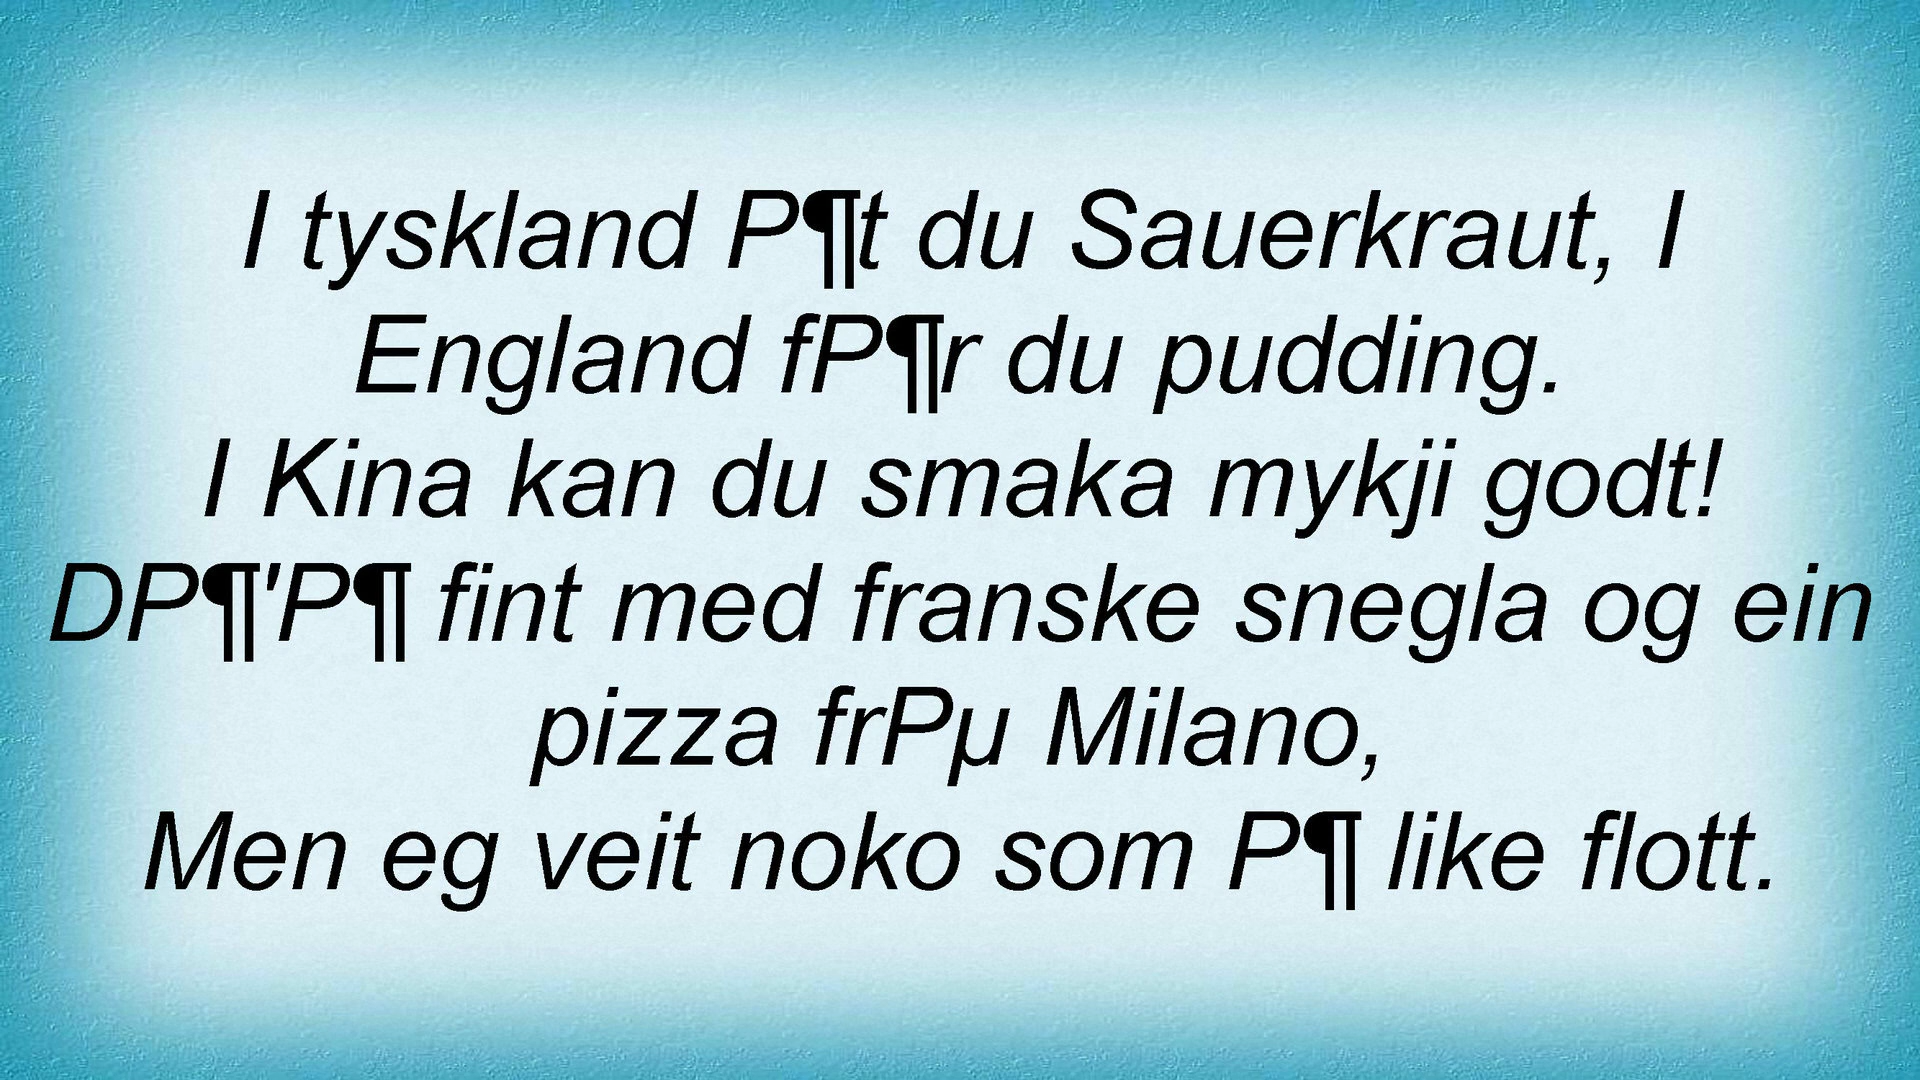 I tyskland P¶t du Sauerkraut, I
England fP¶r du pudding.
I Kina kan du smaka mykji godt!
DP¶'P¶ fint med franske snegla og ein
pizza frPµ Milano,
Men eg veit noko som P¶ like flott.